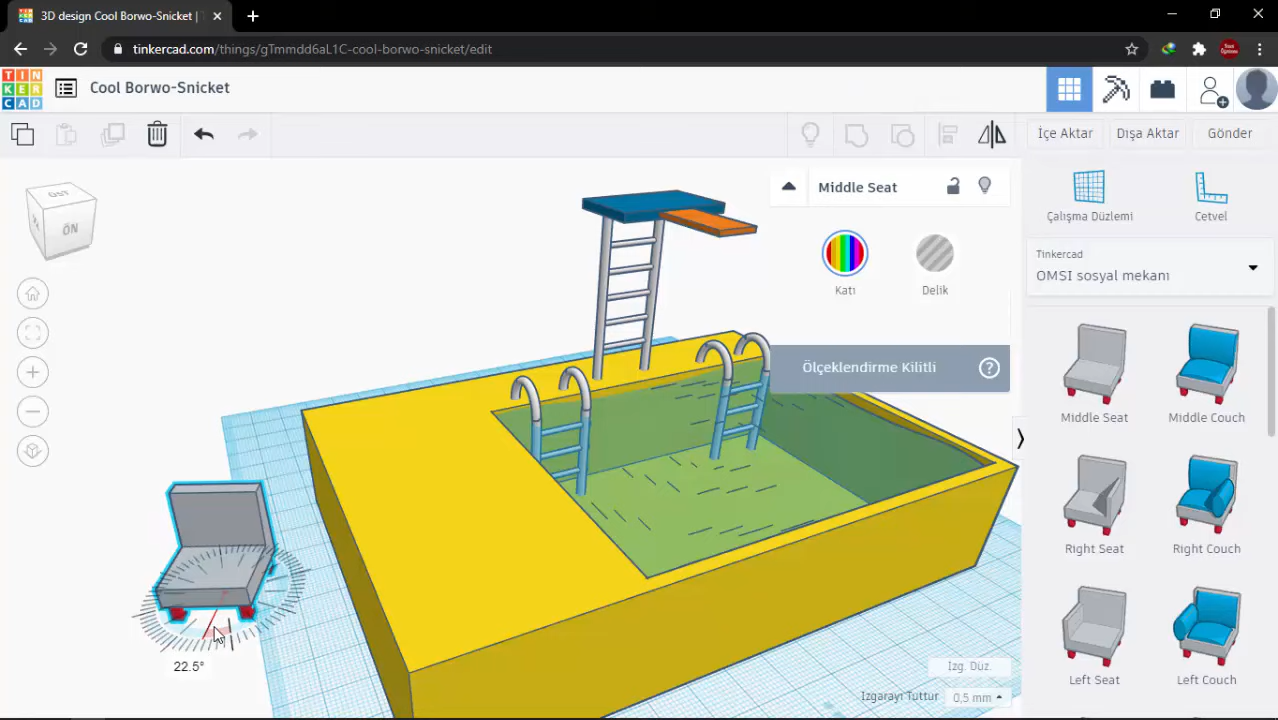 3D design Cool Borwo-Snicket |
tinkercad.com/things/gTmmdd6aL1C-cool-borwo-snicket/edit
TIN
KER
CAD
Cool Borwo-Snicket
İçe Aktar
Dışa Aktar
Gönder
Middle Seat
Katı
Delik
Ölçeklendirme Kilitli
?
Çalışma Düzlemi
Cetvel
Tinkercad
OMSI sosyal mekanı
Middle Seat
Middle Couch
Right Seat
Right Couch
Left Seat
Left Couch
ÜST
ÖN
22.5°
Izg. Düz.
Izgarayı Tuttur
0,5 mm